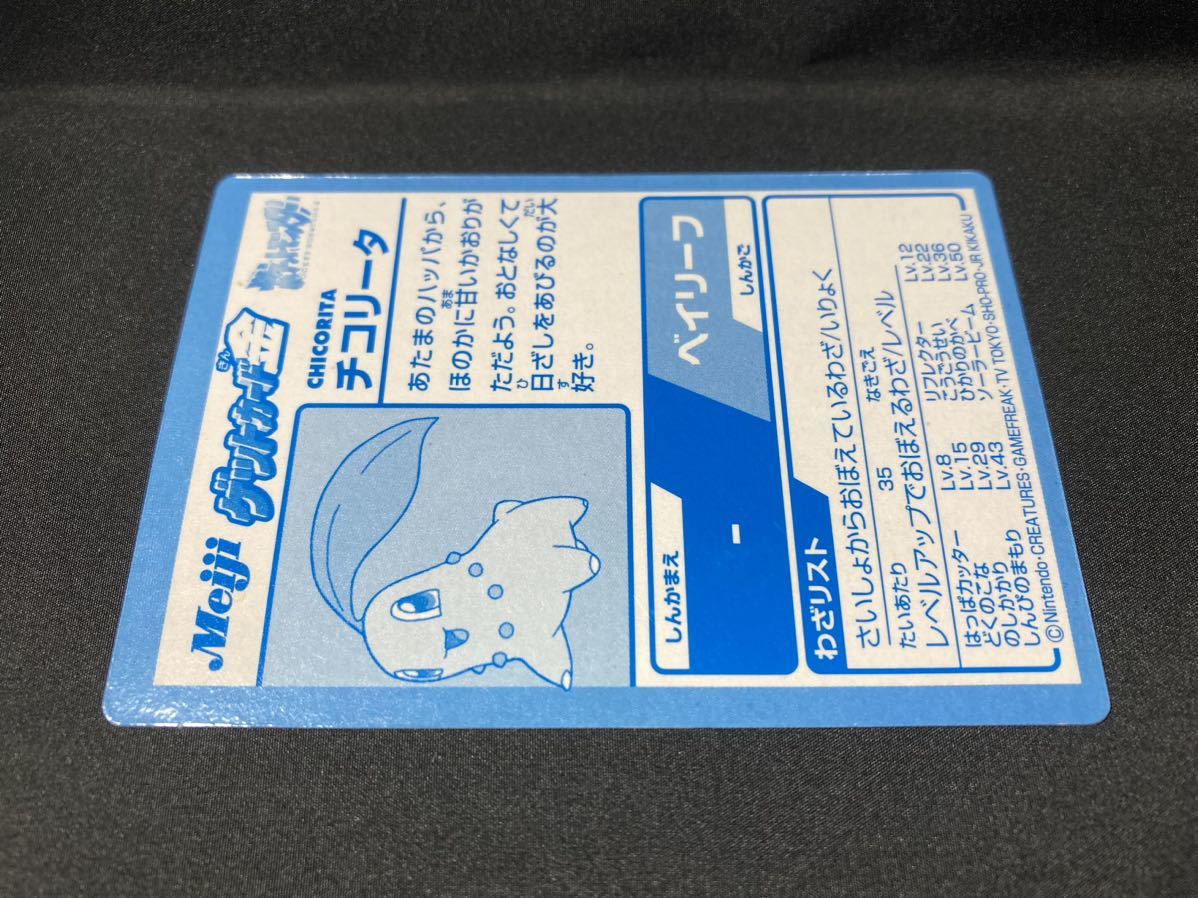 Meiji
ゲットカード金
きん
CHICORITA
チコリータ
あたまのハッパから、
ほのかに甘いかおりが
あま
ただよう。おとなしくて
日ざしをあびるのが大
ひ だい
好き。
す
しんかまえ
-
ベイリーフ
しんかご
わざリスト
さいしょからおぼえているわざ/いりょく
たいあたり 35 なきごえ
レベルアップでおぼえるわざ/レベル
はっぱカッター Lv.8 リフレクター Lv.12
どくのこな Lv.15 こうごうせい Lv.22
のしかかり Lv.29 ひかりのかべ Lv.36
しんぴのまもり Lv.43 ソーラービーム Lv.50
©Nintendo・CREATURES・GAMEFREAK・TV TOKYO・SHO-PRO・JR KIKAKU